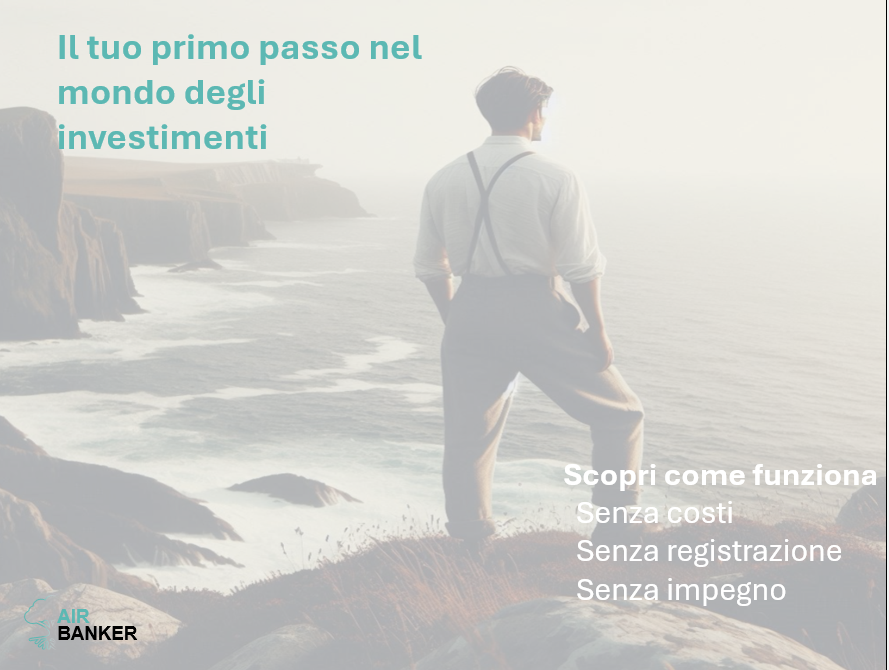 Il tuo primo passo nel
mondo degli
investimenti
Scopri come funziona
Senza costi
Senza registrazione
Senza impegno
AIR
BANKER